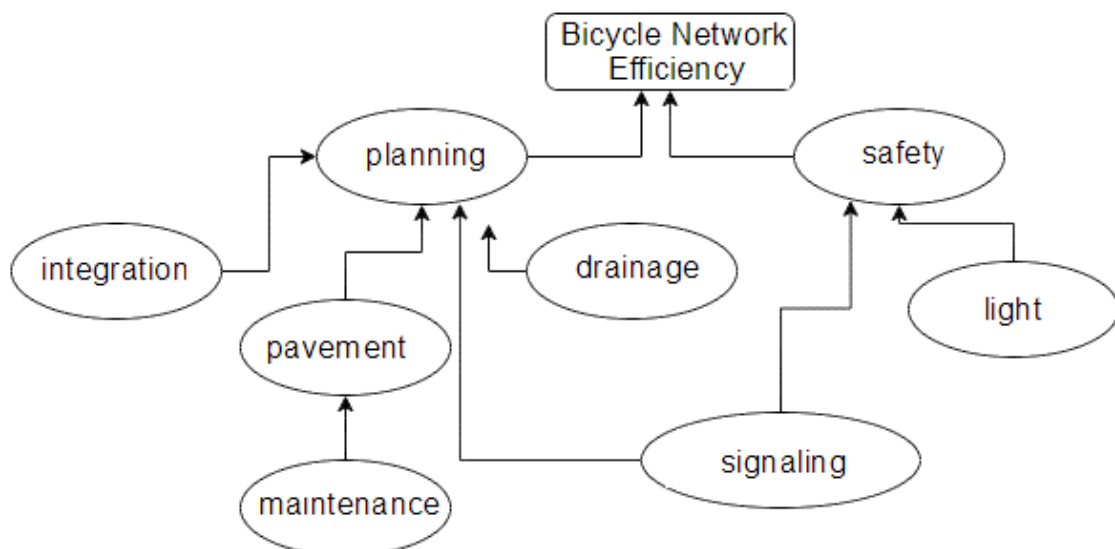 Bicycle Network
Efficiency
planning
safety
integration
drainage
light
pavement
signaling
maintenance